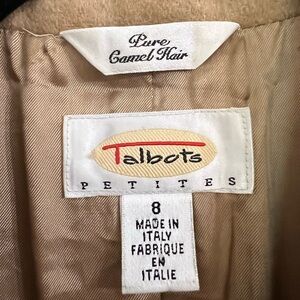 Pure
Camel Hair
Talbots
PETITES
8
MADE IN
ITALY
FABRIQUE
EN
ITALIE